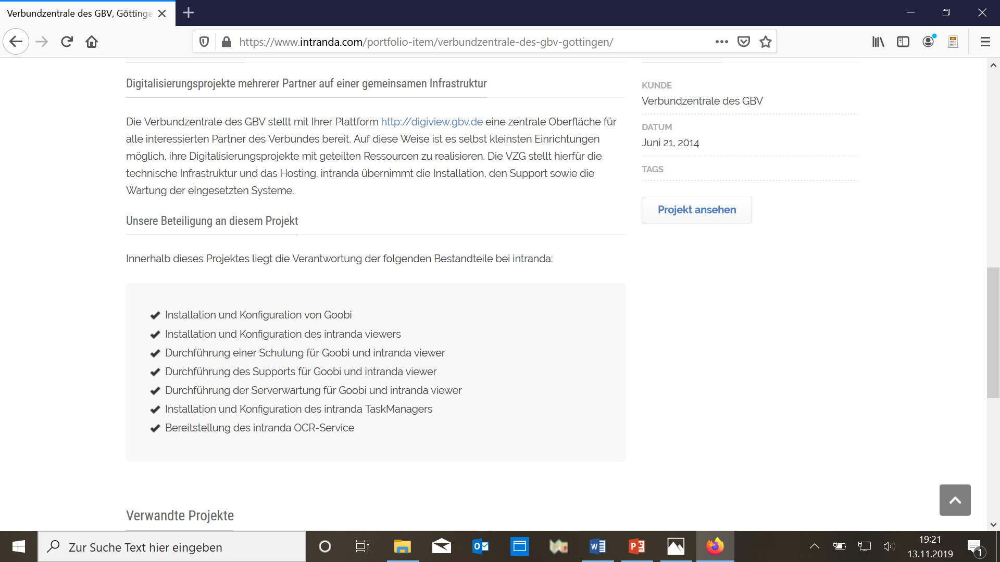 Verbundzentrale des GBV, Göttinge
https://www.intranda.com/portfolio-item/verbundzentrale-des-gbv-gottingen/
Digitalisierungsprojekte mehrerer Partner auf einer gemeinsamen Infrastruktur
Die Verbundzentrale des GBV stellt mit Ihrer Plattform http://digiview.gbv.de eine zentrale Oberfläche für
alle interessierten Partner des Verbundes bereit. Auf diese Weise ist es selbst kleinsten Einrichtungen
möglich, ihre Digitalisierungsprojekte mit geteilten Ressourcen zu realisieren. Die VZG stellt hierfür die
technische Infrastruktur und das Hosting. intranda übernimmt die Installation, den Support sowie die
Wartung der eingesetzten Systeme.
Unsere Beteiligung an diesem Projekt
Innerhalb dieses Projektes liegt die Verantwortung der folgenden Bestandteile bei intranda:
Installation und Konfiguration von Goobi
Installation und Konfiguration des intranda viewers
Durchführung einer Schulung für Goobi und intranda viewer
Durchführung des Supports für Goobi und intranda viewer
Durchführung der Serverwartung für Goobi und intranda viewer
Installation und Konfiguration des intranda TaskManagers
Bereitstellung des intranda OCR-Service
Verwandte Projekte
KUNDE
Verbundzentrale des GBV
DATUM
Juni 21, 2014
TAGS
Projekt ansehen
Zur Suche Text hier eingeben
19:21
13.11.2019
1